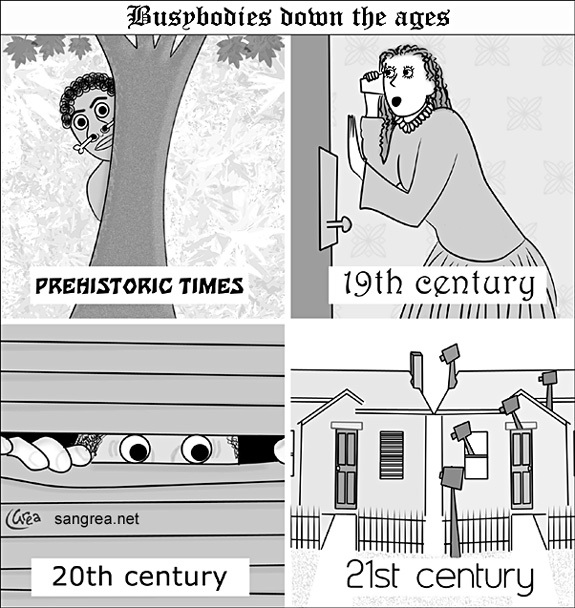 Busybodies down the ages
PREHISTORIC TIMES
19th century
sangrea.net
20th century
21st century